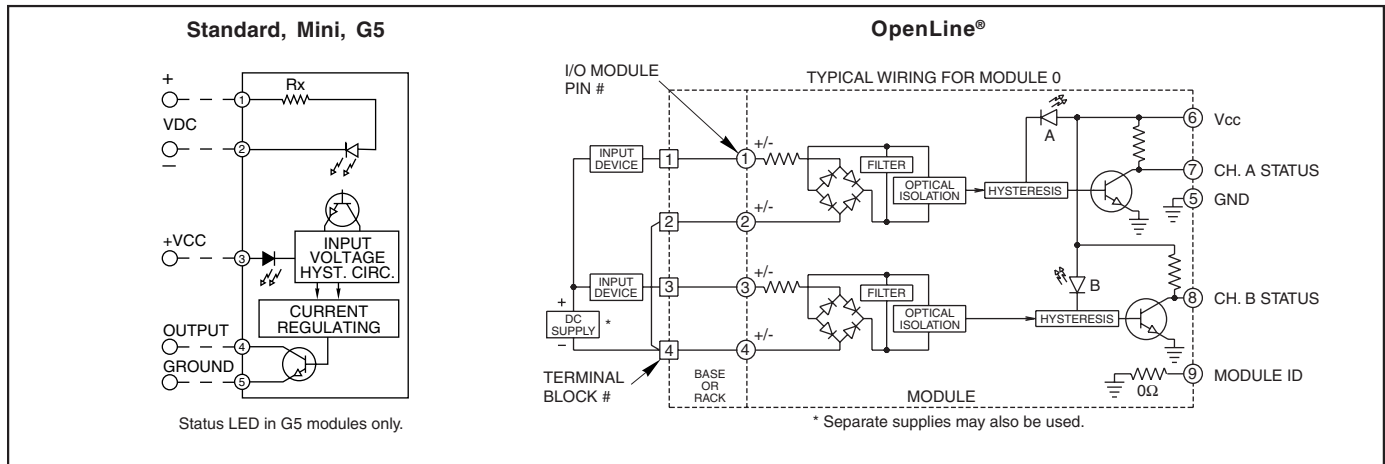 Standard, Mini, G5
+
Rx
1
VDC
2
–
+VCC
3
INPUT
VOLTAGE
HYST. CIRC.
CURRENT
REGULATING
OUTPUT
4
GROUND
5
Status LED in G5 modules only.
OpenLine®
I/O MODULE
PIN #
TYPICAL WIRING FOR MODULE 0
A
6 Vcc
INPUT
DEVICE
1
1
+/-
FILTER
OPTICAL
ISOLATION
HYSTERESIS
7 CH. A STATUS
5 GND
2
2
+/-
INPUT
DEVICE
3
3
+/-
FILTER
OPTICAL
ISOLATION
B
HYSTERESIS
8 CH. B STATUS
+
DC
SUPPLY
*
–
4
4
+/-
TERMINAL
BLOCK #
BASE
OR
RACK
MODULE
0Ω
9 MODULE ID
* Separate supplies may also be used.